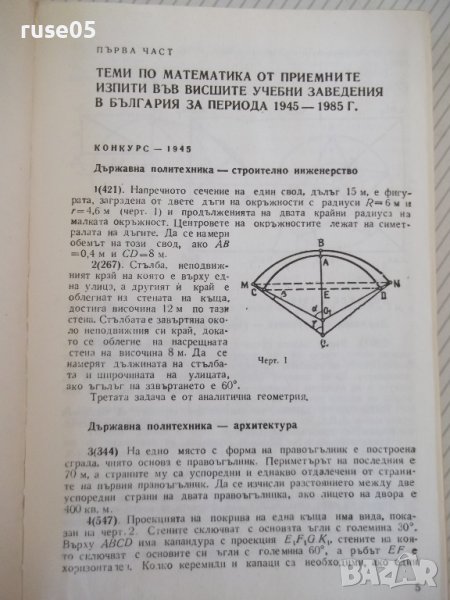 ruse05
ПЪРВА ЧАСТ
ТЕМИ ПО МАТЕМАТИКА ОТ ПРИЕМНИТЕ
ИЗПИТИ ВЪВ ВИСШИТЕ УЧЕБНИ ЗАВЕДЕНИЯ
В БЪЛГАРИЯ ЗА ПЕРИОДА 1945 — 1985 Г.
КОНКУРС — 1945
Държавна политехника — строително инженерство
1(421). Напречното сечение на един свод, дълъг 15 м, е фигу-
рата, заградена от двете дъги на окръжности с радиуси R=6 м и
r=4,6 м (черт. 1) и продълженията на двата крайни радиуса на
малката окръжност. Центровете на окръжностите лежат на симет-
ралата на дъгите. Да се намери
обемът на този свод, ако AB
=0,4 м и CD=8 м.
2(267). Стълба, неподвиж-
ният край на която е върху ед-
на улица, а другият ѝ край е
облегнат из стената на къща,
достига височина 12 м по тази
стена. Стълбата е завъртяна око-
ло неподвижния си край, дока-
то се облегне на насрещната
стена на височина 8 м. Да се
намерят дължината на стълба-
та и широчината на улицата,
ако ъгълът на завъртането е 60°.
B
A
M
N
C
E
D
Черт. 1
Третата задача е от аналитична геометрия.
Държавна политехника — архитектура
3(344) На едно място с форма на правоъгълник е построена
сграда, чиято основа е правоъгълник. Периметърът на последния е
70 м, а страните му са успоредни и еднакво отдалечени от страни-
те на първия правоъгълник. Да се изчисли разстоянието между две
успоредни страни на двата правоъгълника, ако лицето на двора е
400 кв. м.
4(547). Проекцията на покрива на една къща има вида, пока-
зан на черт. 2. Стените сключват с основата ъгли с големина 30°.
Върху ABCD има капандура с проекция E₁F₁G₁K₁, стените на коя-
то сключват с основите си ъгли с големина 60°, а ръбът EF е
хоризонтален. Колко керемиди и капаци са необходими, ако един
5
BAZAR.bg